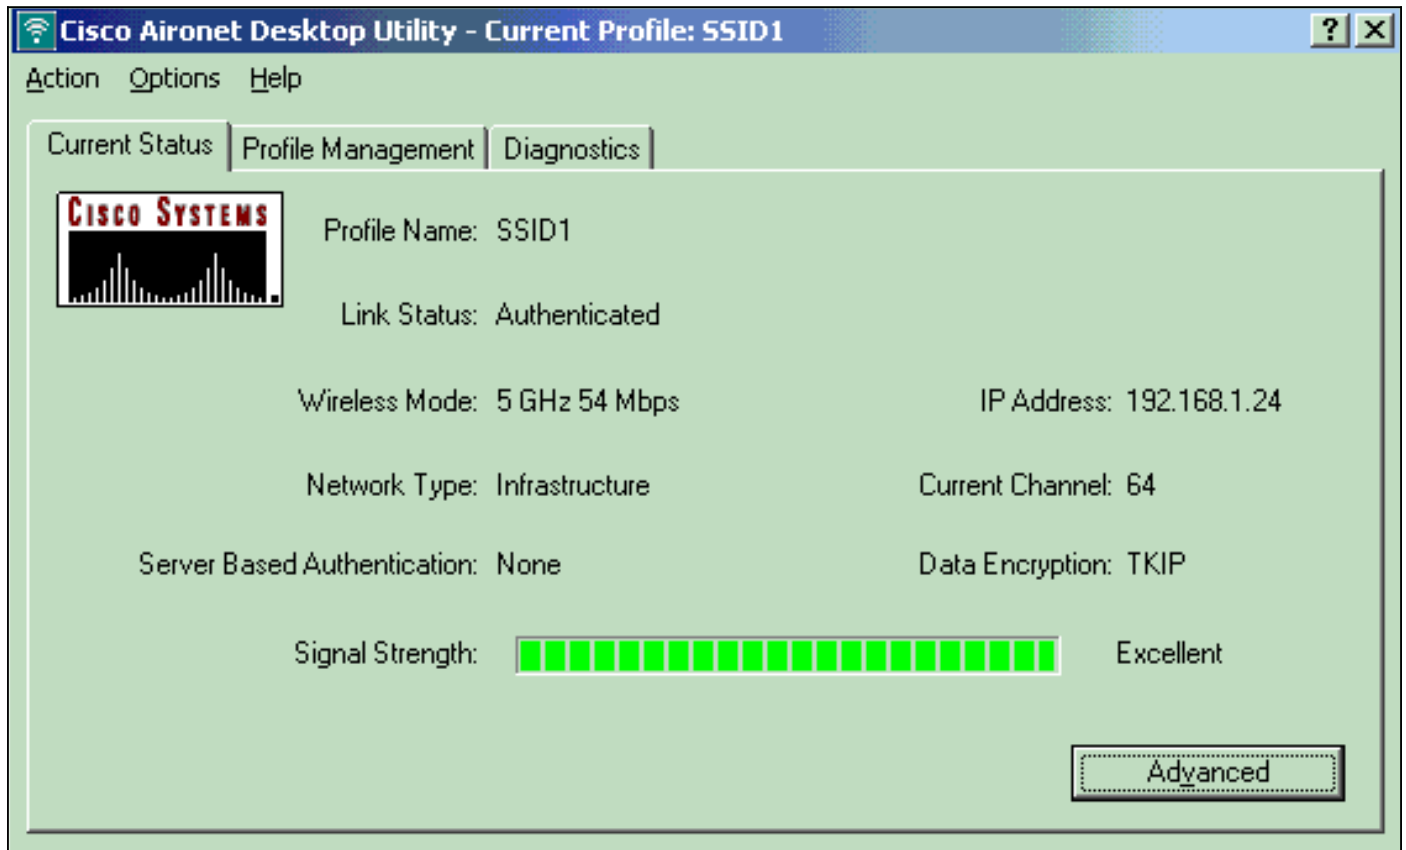 Cisco Aironet Desktop Utility - Current Profile: SSID1
? X
Action Options Help
Current Status Profile Management Diagnostics
CISCO SYSTEMS
Profile Name: SSID1
Link Status: Authenticated
Wireless Mode: 5 GHz 54 Mbps IP Address: 192.168.1.24
Network Type: Infrastructure Current Channel: 64
Server Based Authentication: None Data Encryption: TKIP
Signal Strength: Excellent
Advanced